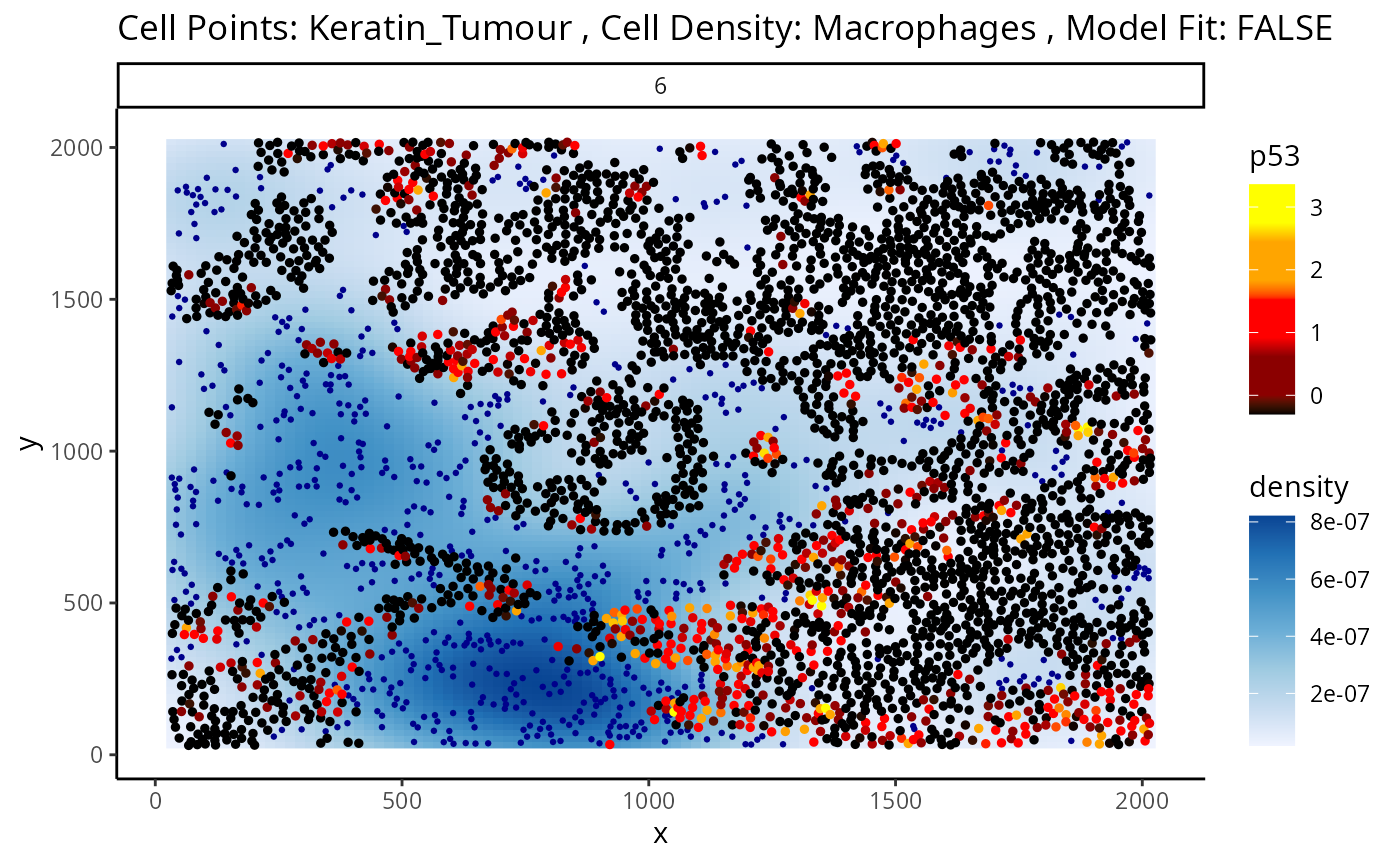 Cell Points: Keratin_Tumour , Cell Density: Macrophages , Model Fit: FALSE
6
2000
1500
1000
500
0
y
0
500
1000
1500
2000
x
p53
3
2
1
0
density
8e-07
6e-07
4e-07
2e-07